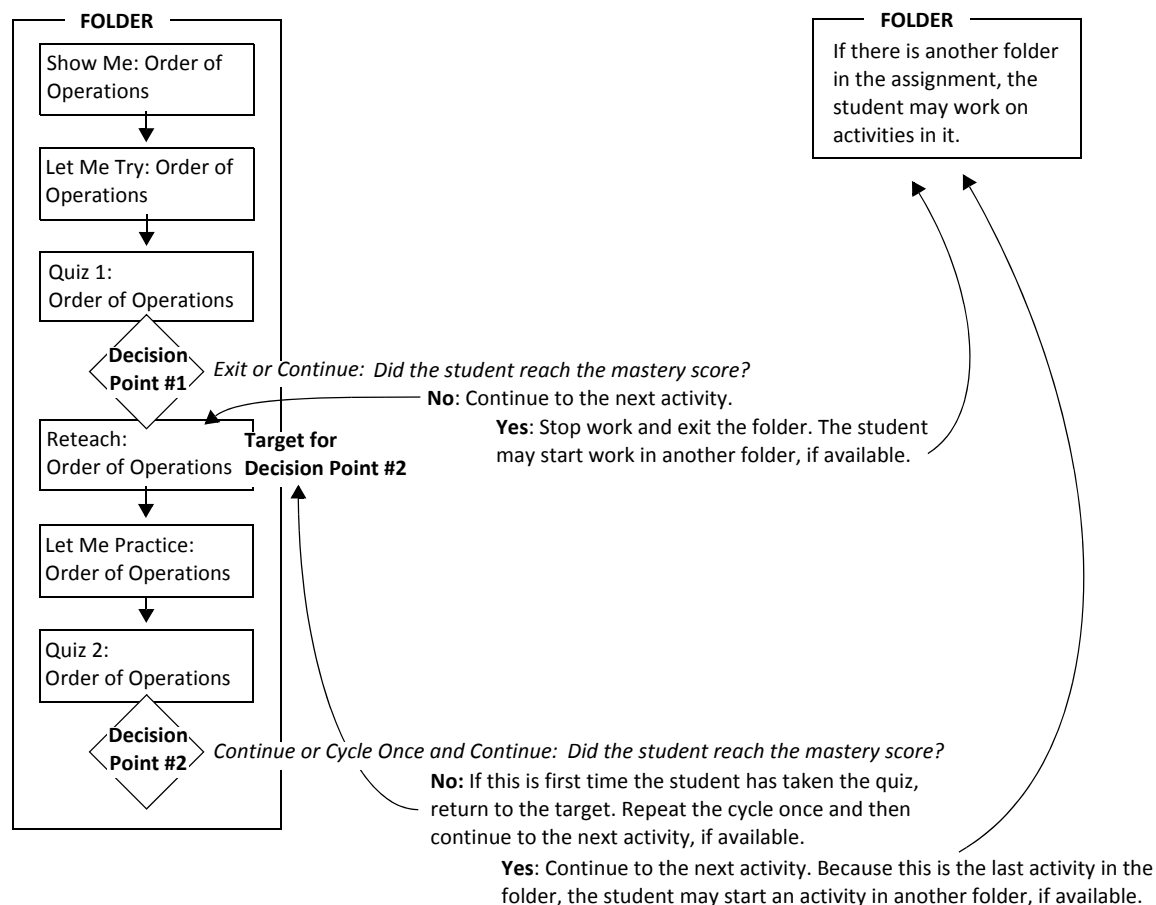 FOLDER
Show Me: Order of
Operations
Let Me Try: Order of
Operations
Quiz 1:
Order of Operations
Decision
Point #1
Exit or Continue: Did the student reach the mastery score?
No: Continue to the next activity.
Yes: Stop work and exit the folder. The student
may start work in another folder, if available.
Reteach:
Order of Operations
Target for
Decision Point #2
Let Me Practice:
Order of Operations
Quiz 2:
Order of Operations
Decision
Point #2
Continue or Cycle Once and Continue: Did the student reach the mastery score?
No: If this is first time the student has taken the quiz,
return to the target. Repeat the cycle once and then
continue to the next activity, if available.
Yes: Continue to the next activity. Because this is the last activity in the
folder, the student may start an activity in another folder, if available.
FOLDER
If there is another folder
in the assignment, the
student may work on
activities in it.